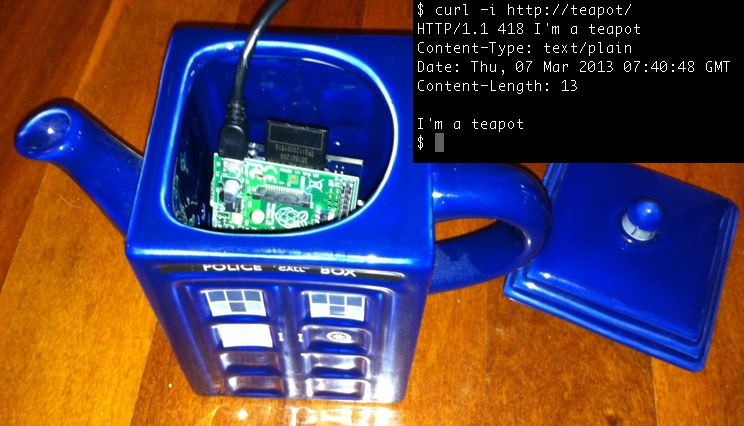 $ curl -i http://teapot/
HTTP/1.1 418 I'm a teapot
Content-Type: text/plain
Date: Thu, 07 Mar 2013 07:40:48 GMT
Content-Length: 13
I'm a teapot
$
POLICE CALL BOX